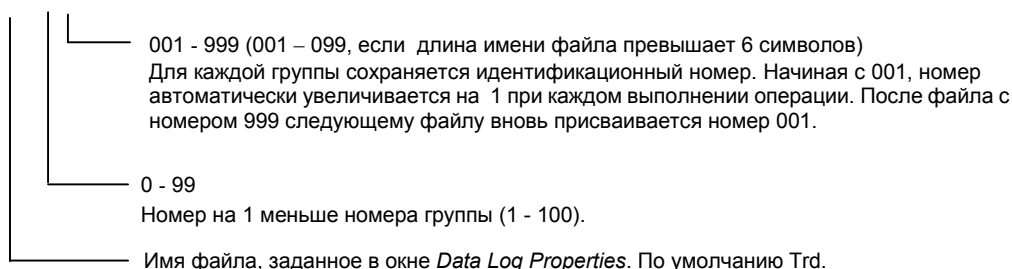 001 - 999 (001 – 099, если длина имени файла превышает 6 символов)
Для каждой группы сохраняется идентификационный номер. Начиная с 001, номер
автоматически увеличивается на 1 при каждом выполнении операции. После файла с
номером 999 следующему файлу вновь присваивается номер 001.
0 - 99
Номер на 1 меньше номера группы (1 - 100).
Имя файла, заданное в окне Data Log Properties. По умолчанию Trd.